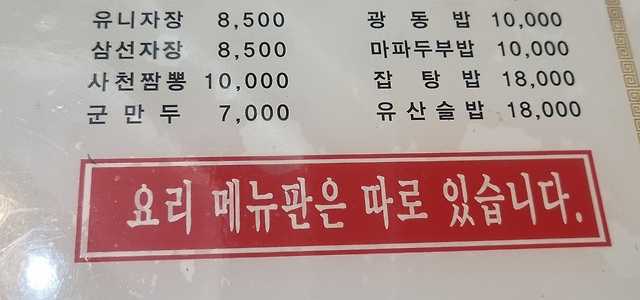 유니자장 8,500 광동밥 10,000
삼선자장 8,500 마파두부밥 10,000
사천짬뽕 10,000 잡탕밥 18,000
군만두 7,000 유산슬밥 18,000
요리 메뉴판은 따로 있습니다.